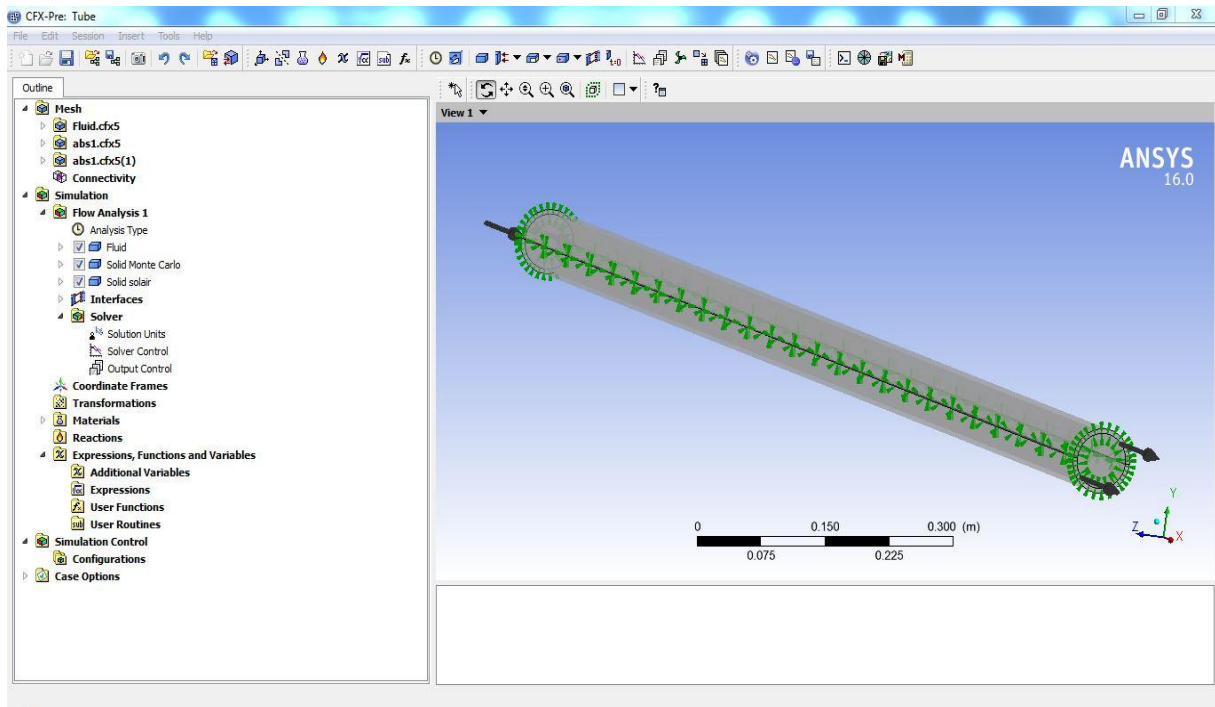 CFX-Pre: Tube
File Edit Session Insert Tools Help
Outline
Mesh
Fluid.cfx5
abs1.cfx5
abs1.cfx5(1)
Connectivity
Simulation
Flow Analysis 1
Analysis Type
Fluid
Solid Monte Carlo
Solid solair
Interfaces
Solver
Solution Units
Solver Control
Output Control
Coordinate Frames
Transformations
Materials
Reactions
Expressions, Functions and Variables
Additional Variables
Expressions
User Functions
User Routines
Simulation Control
Configurations
Case Options
View 1
ANSYS
16.0
0 0.150 0.300 (m)
0.075 0.225
Y
Z
X